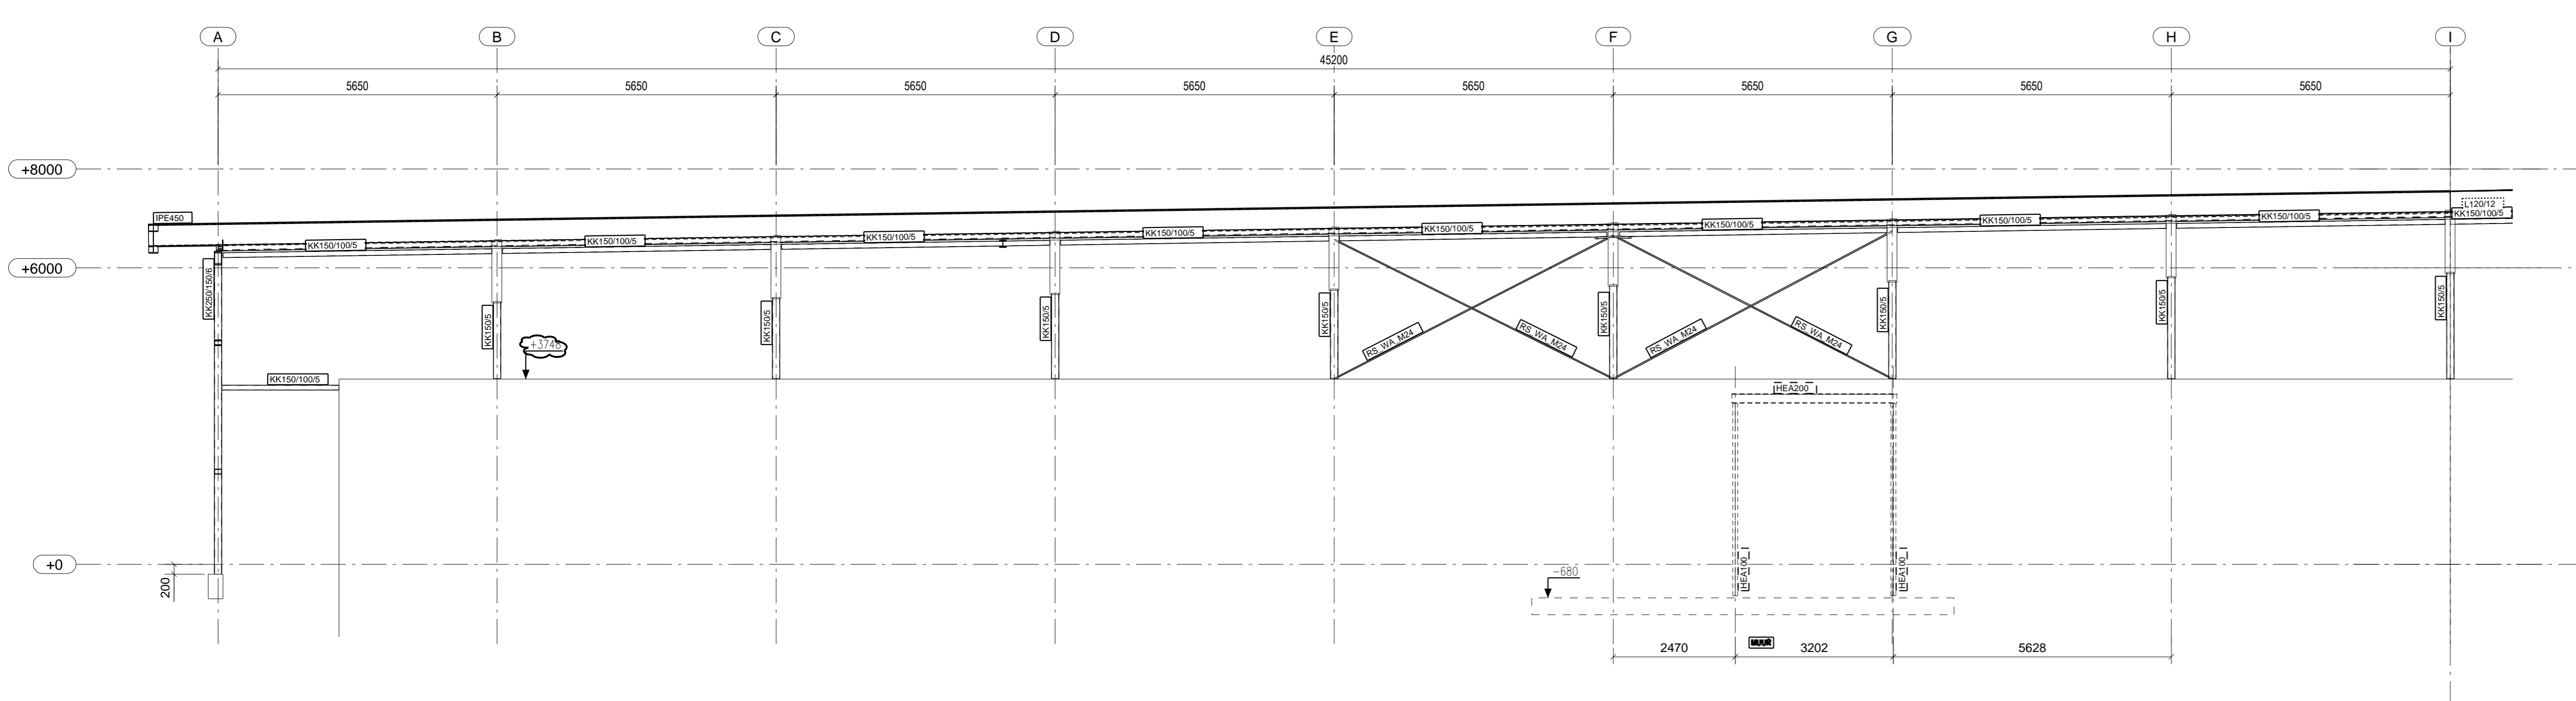 A B C D E F G H I
45200
5650 5650 5650 5650 5650 5650 5650 5650
+8000
L120/12
IPE450
KK150/100/5 KK150/100/5 KK150/100/5 KK150/100/5 KK150/100/5 KK150/100/5 KK150/100/5 KK150/100/5 KK150/100/5
+6000
KK250/150/6
KK150/5 KK150/5 KK150/5 KK150/5 KK150/5 KK150/5 KK150/5 KK150/5
+3748
RS_WA_M24 RS_WA_M24 RS_WA_M24 RS_WA_M24
KK150/100/5
HEA200
+0
200
-680
HEA100 HEA100
MUUR
2470 3202 5628